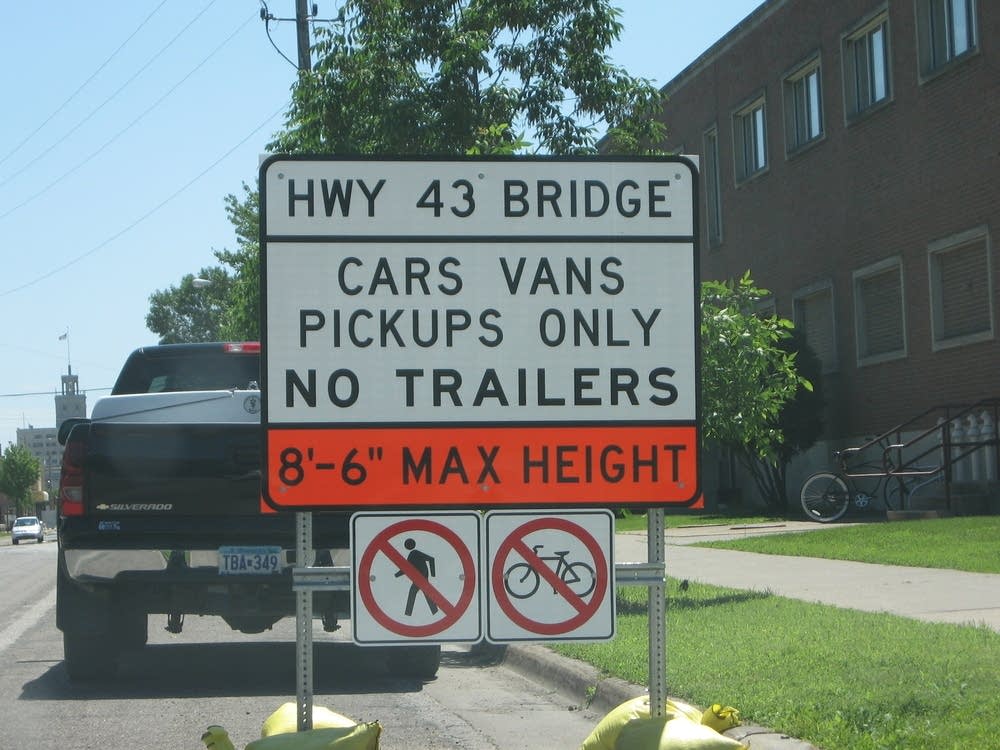 HWY 43 BRIDGE
CARS VANS
PICKUPS ONLY
NO TRAILERS
8'-6" MAX HEIGHT
SILVERADO
TBA-349